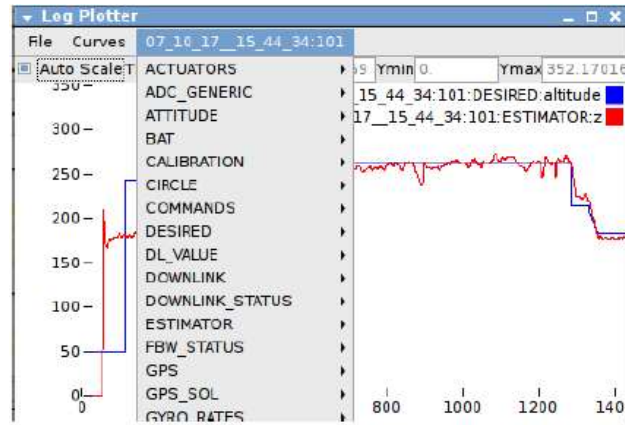 Log Plotter
File Curves 07_10_17__15_44_34:101
Auto Scale T 59 Ymin 0. Ymax 352.17016
_15_44_34:101:DESIRED:altitude
17__15_44_34:101:ESTIMATOR:z
ACTUATORS
ADC_GENERIC
ATTITUDE
BAT
CALIBRATION
CIRCLE
COMMANDS
DESIRED
DL_VALUE
DOWNLINK
DOWNLINK_STATUS
ESTIMATOR
FBW_STATUS
GPS
GPS_SOL
GYRO_RATES
350
300
250
200
150
100
50
0
0 800 1000 1200 140